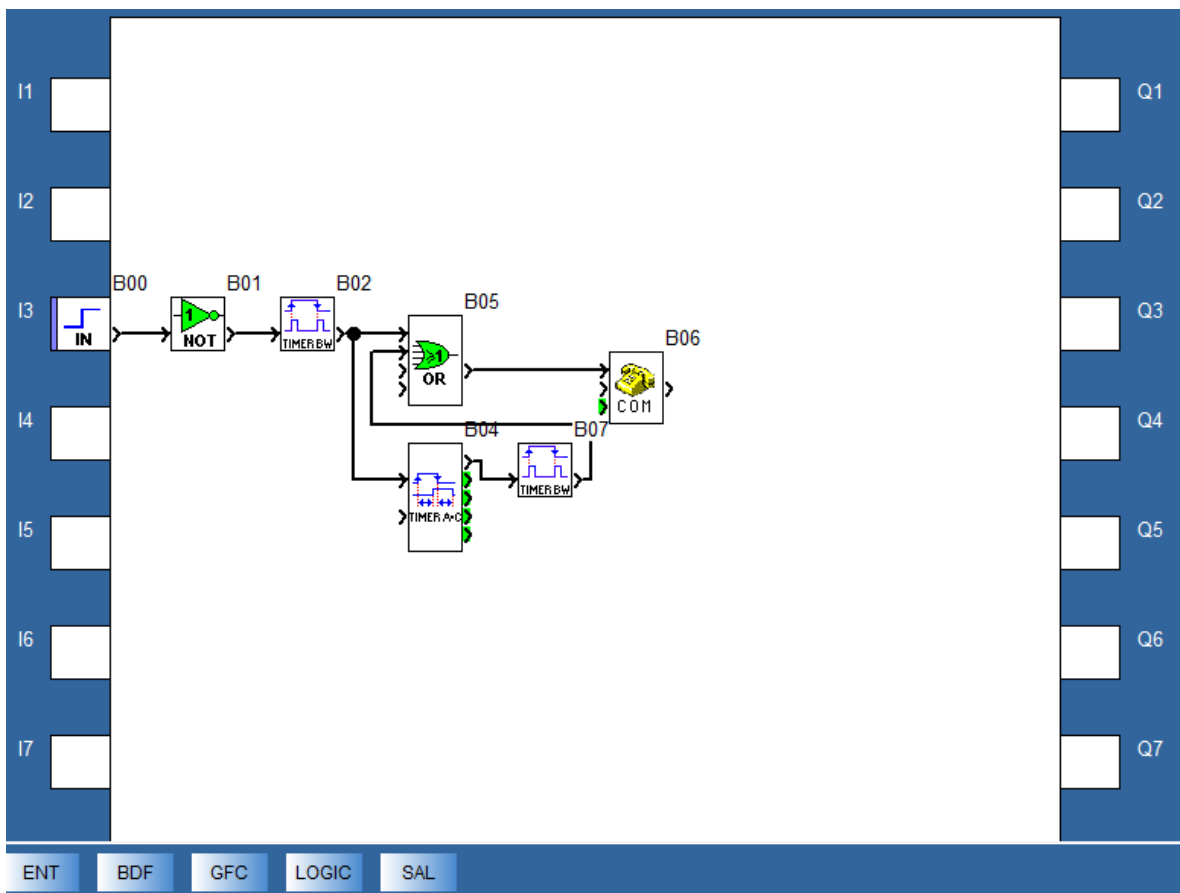 I1
Q1
I2
Q2
B00
B01
B02
I3
Q3
B05
IN
NOT
TIMER BW
≥1
OR
B06
COM
I4
Q4
B04
B07
TIMER BW
TIMER A/C
I5
Q5
I6
Q6
I7
Q7
ENT BDF GFC LOGIC SAL